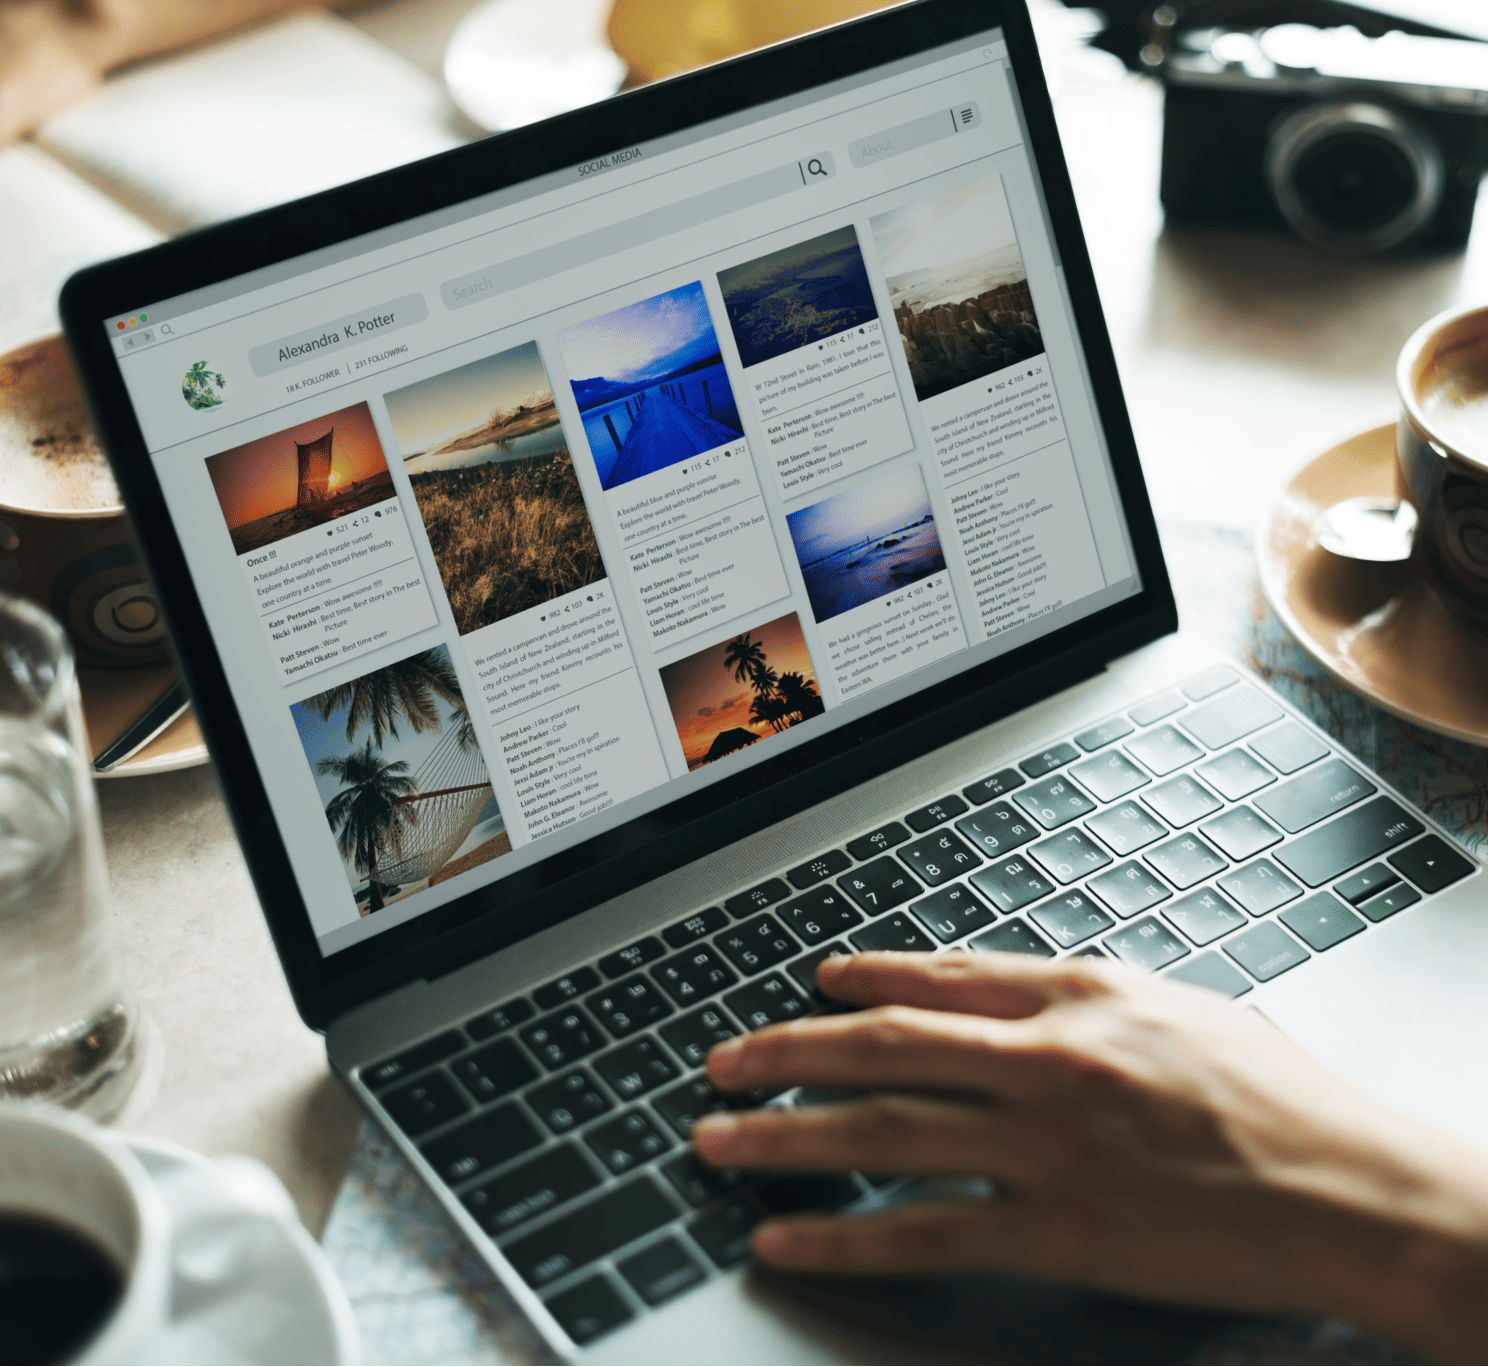 SOCIAL MEDIA
Alexandra K. Potter
Search
About
18 K. FOLLOWER | 231 FOLLOWING
521 12 976
Once !!!
A beautiful orange and purple sunset
Explore the world with travel Peter Woody,
one country at a time.
Kate Perterson : Wow awesome !!!!!
Nicki Hirashi : Best time, Best story in The best
Picture
Patt Steven : Wow
Yamachi Okatsu : Best time ever
982 103 2K
We rented a campervan and drove around the
South Island of New Zealand, starting in the
city of Christchurch and winding up in Milford
Sound. Here my friend Kimmy recounts his
most memorable stops.
Johny Leo : I like your story
Andrew Parker : Cool
Patt Steven : Wow
Noah Anthony : Places I'll go!!
Jessi Adam jr : You're my in spiration
Louis Style : Very cool
Liam Horan : cool life time
Makoto Nakamura : Wow
John G. Eleanor : Awesome
Jessica Hutson : Good job!!!
115 17 212
A beautiful blue and purple sunrise
Explore the world with travel Peter Woody,
one country at a time.
Kate Perterson : Wow awesome !!!!!
Nicki Hirashi : Best time, Best story in The best
Picture
Patt Steven : Wow
Yamachi Okatsu : Best time ever
Louis Style : Very cool
Liam Horan : cool life time
Makoto Nakamura : Wow
115 17 212
W 72nd Street in Rain, 1981. I love that this
picture of my building was taken before I was
born.
Kate Perterson : Wow awesome !!!!
Nicki Hirashi : Best time, Best story in The best
Picture
Patt Steven : Wow
Yamachi Okatsu : Best time ever
Louis Style : Very cool
982 103 2K
We had a gorgeous sunset on Sunday... Glad
we chose sailing instead of Chelan. the
weather was better here. :) Next week we'll do
the adventure there with your family in
Eastern WA.
982 103 2K
We rented a campervan and drove around the
South Island of New Zealand, starting in the
city of Christchurch and winding up in Milford
Sound. Here my friend Kimmy recounts his
most memorable stops.
Johny Leo : I like your story
Andrew Parker : Cool
Patt Steven : Wow
Noah Anthony : Places I'll go!!
Jessi Adam jr : You're my in spiration
Louis Style : Very cool
Liam Horan : cool life time
Makoto Nakamura : Wow
John G. Eleanor : Awesome
Jessica Hutson : Good job!!!
Johny Leo : I like your story
Andrew Parker : Cool
Patt Steven : Wow
Noah Anthony : Places I'll go!!
return
shift
option